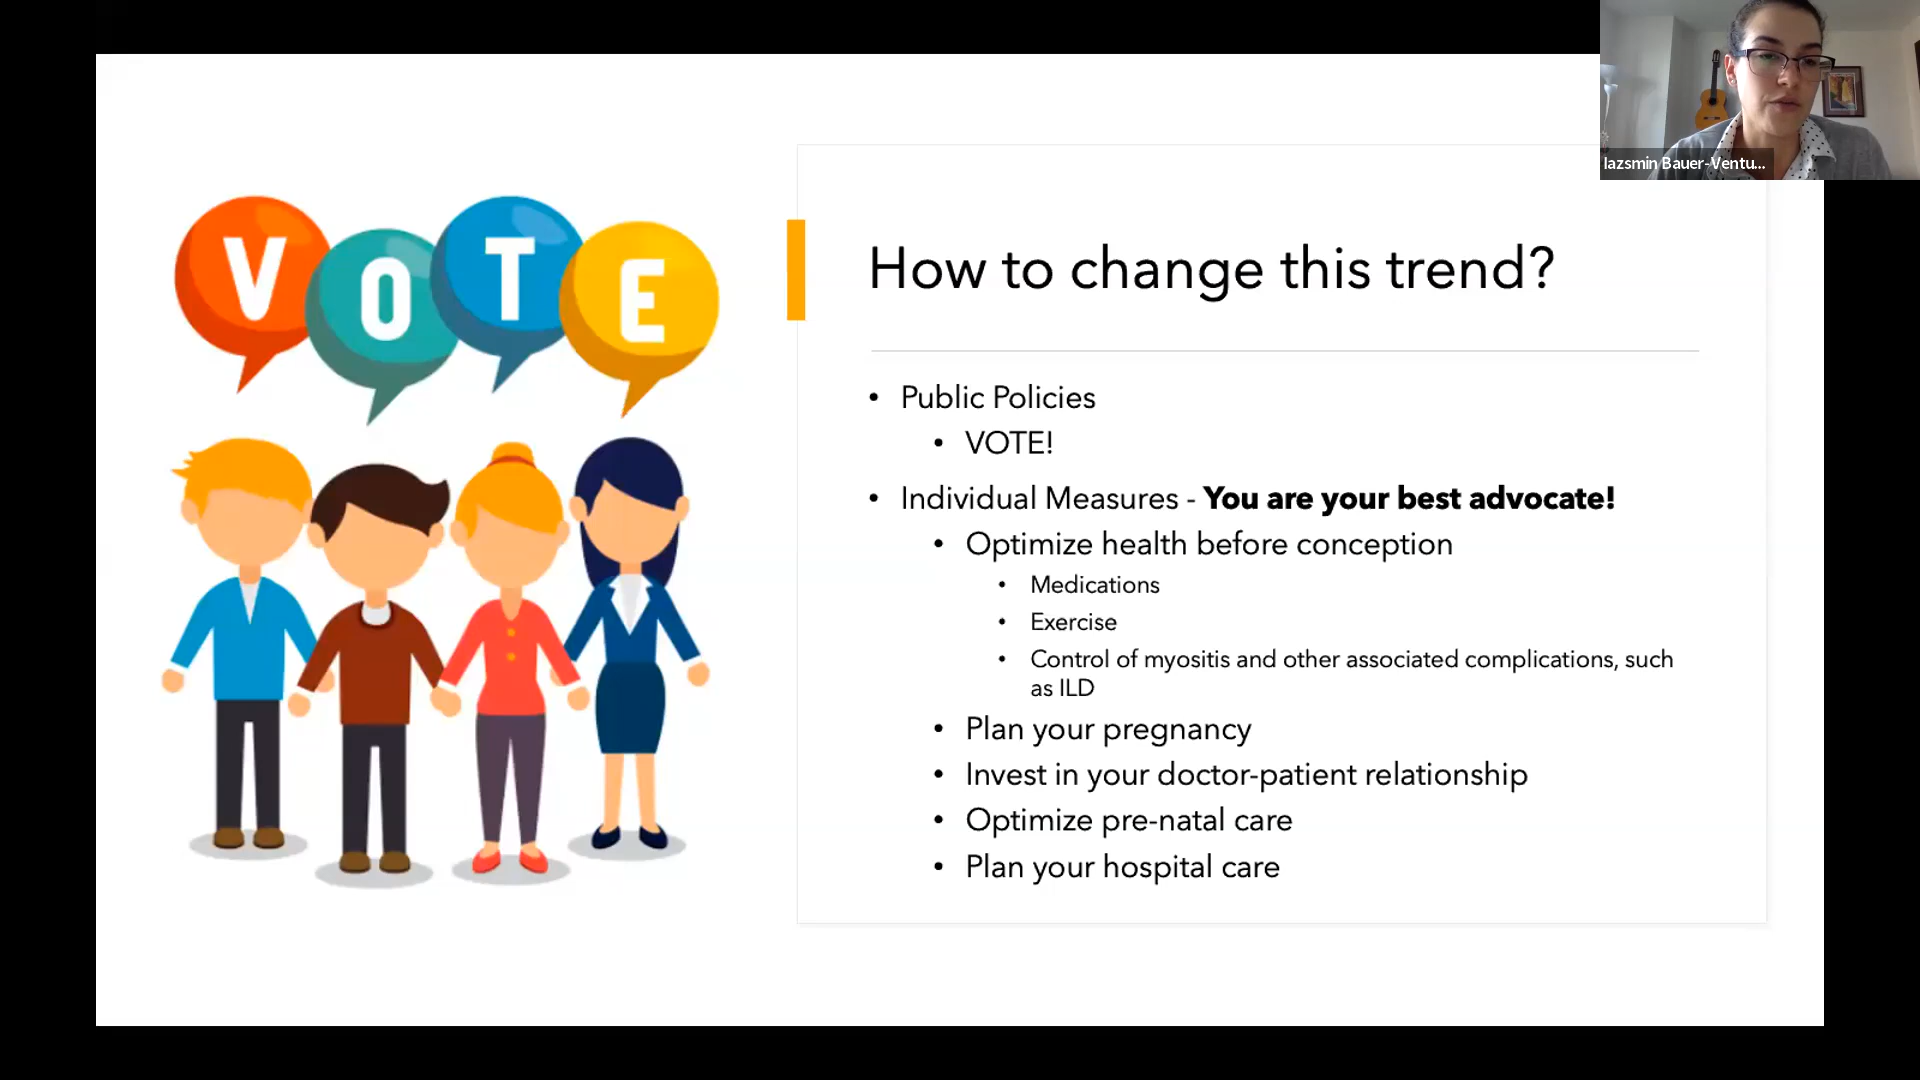 Iazsmin Bauer-Ventu...
V O T E
How to change this trend?
• Public Policies
• VOTE!
• Individual Measures - You are your best advocate!
• Optimize health before conception
• Medications
• Exercise
• Control of myositis and other associated complications, such
as ILD
• Plan your pregnancy
• Invest in your doctor-patient relationship
• Optimize pre-natal care
• Plan your hospital care